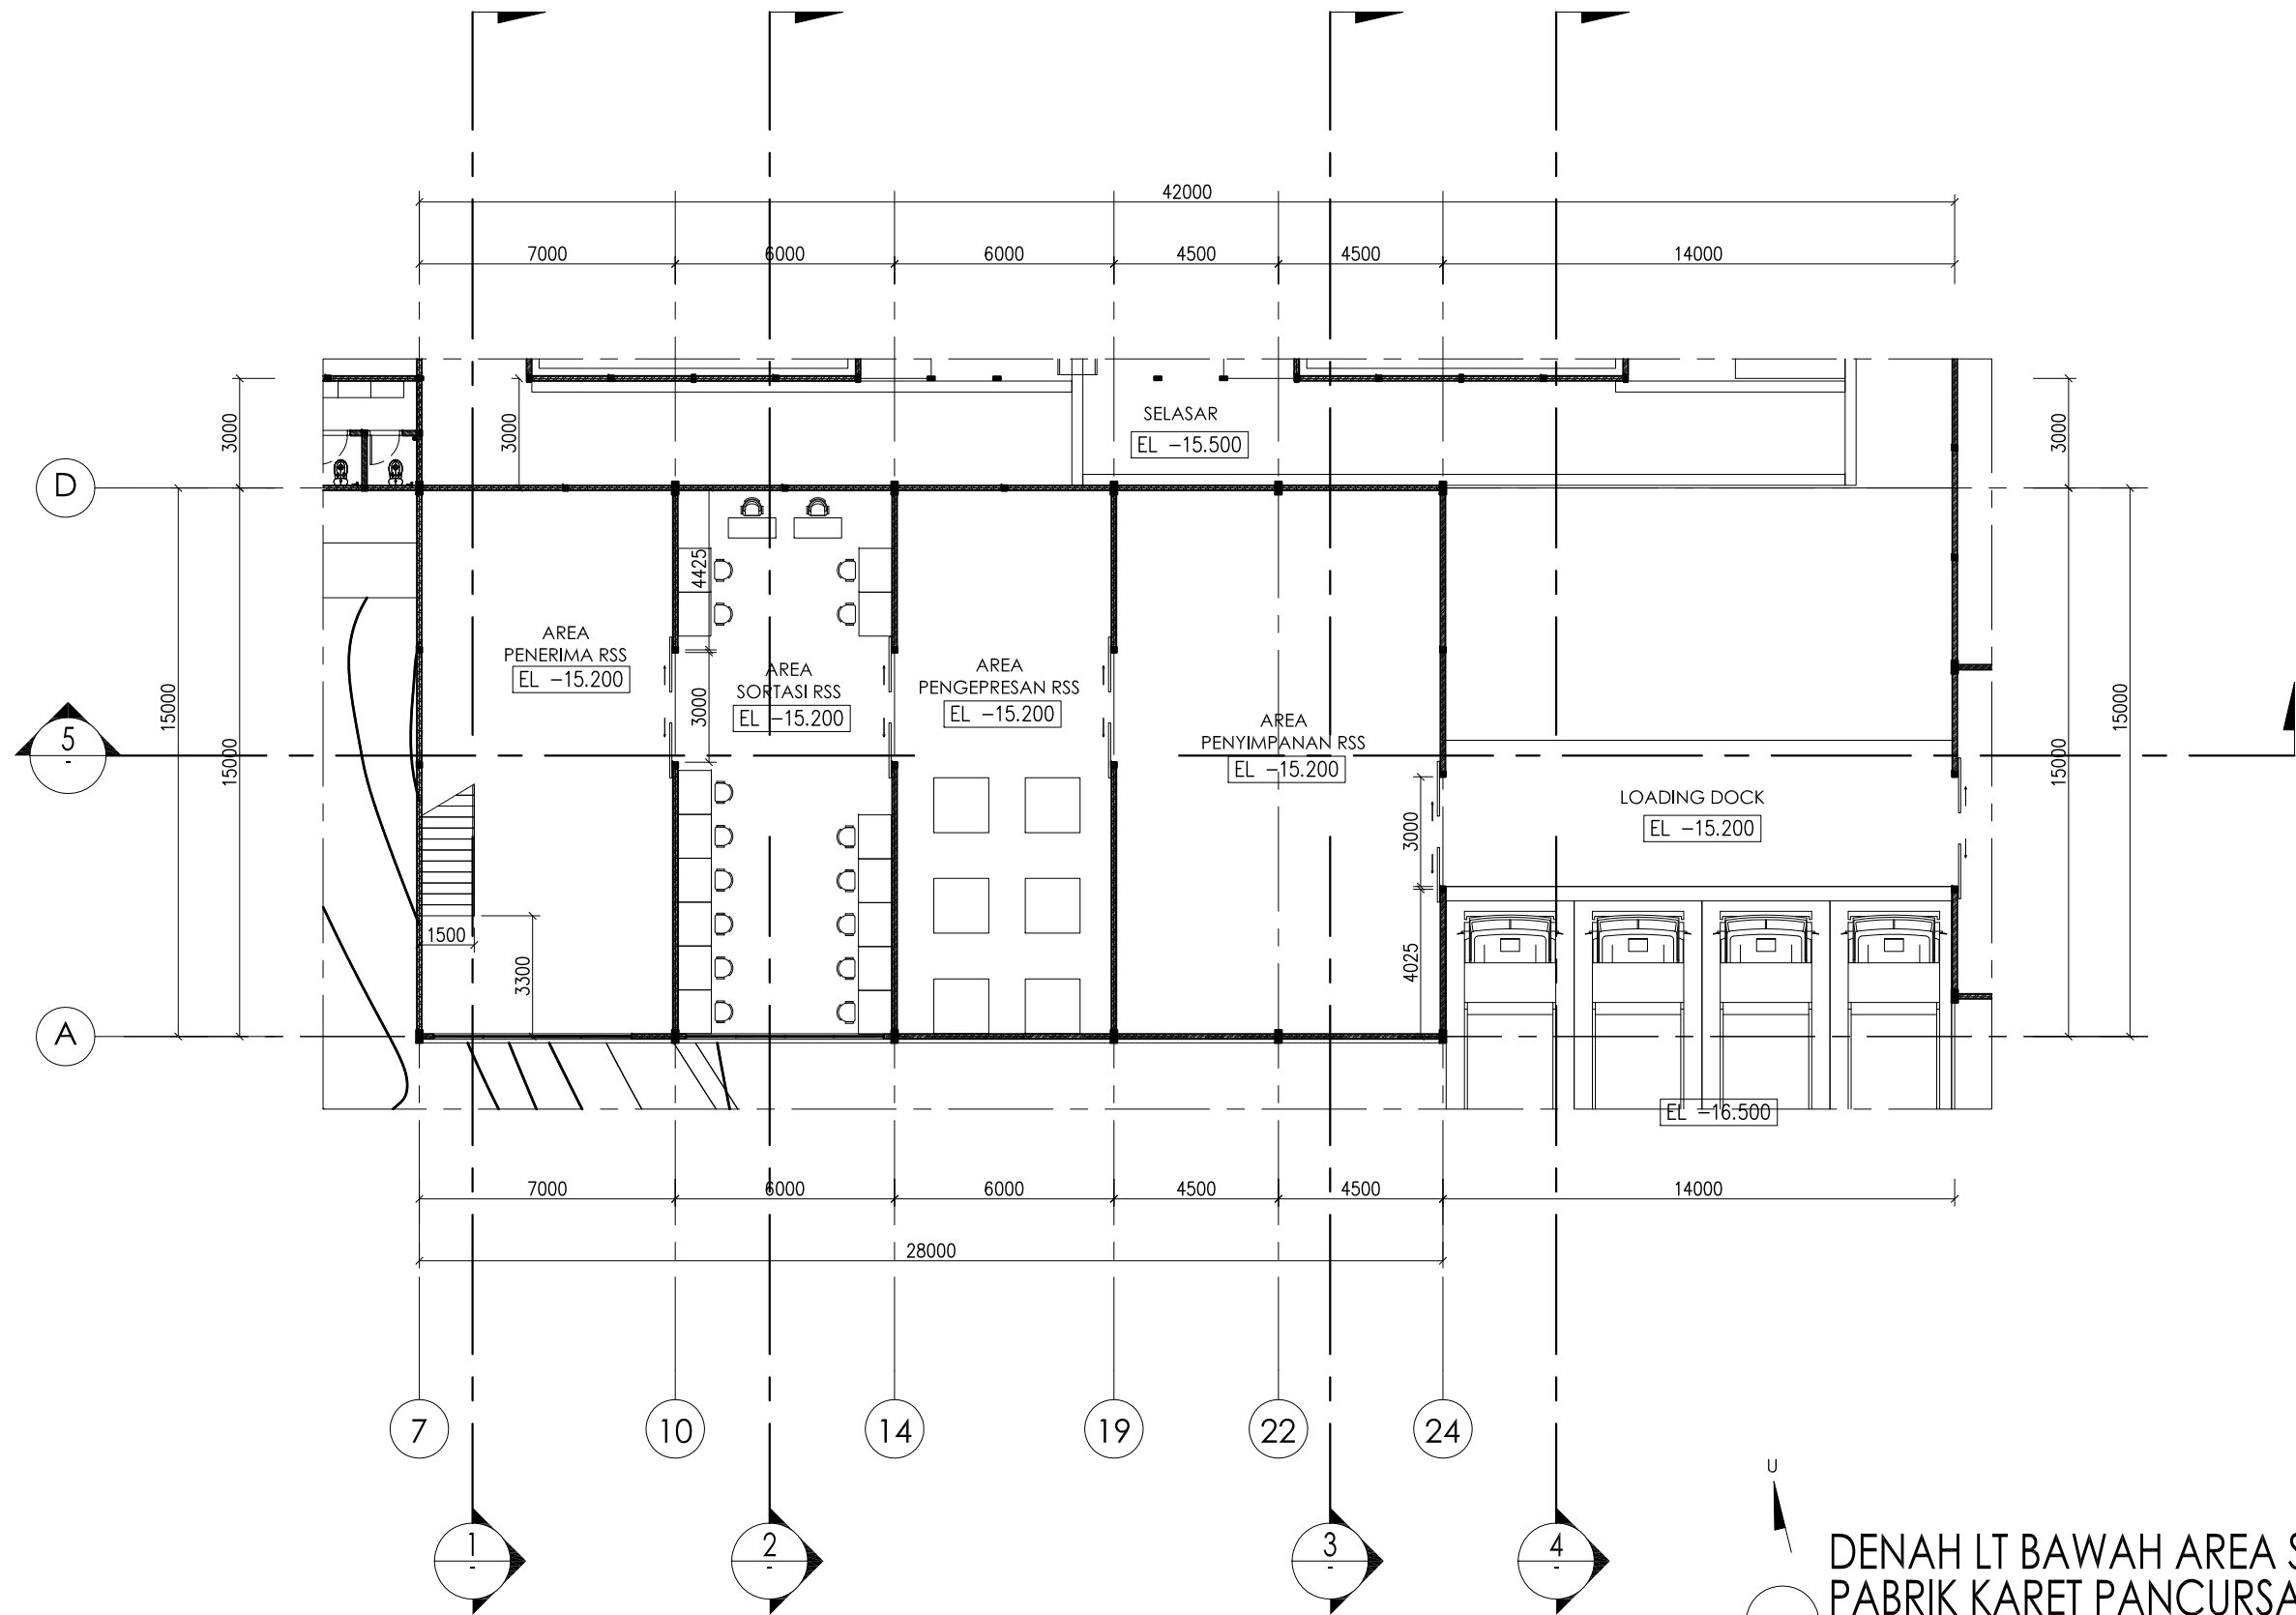 42000
7000
6000
6000
4500
4500
14000
3000
3000
SELASAR
EL -15.500
3000
D
4425
AREA
PENERIMA RSS
EL -15.200
AREA
SORTASI RSS
EL -15.200
AREA
PENGEPRESAN RSS
EL -15.200
AREA
PENYIMPANAN RSS
EL -15.200
15000
15000
3000
15000
15000
5
-
LOADING DOCK
EL -15.200
3000
1500
3300
4025
A
EL -16.500
7000
6000
6000
4500
4500
14000
28000
7
10
14
19
22
24
U
1
-
2
-
3
-
4
-
DENAH LT BAWAH AREA
PABRIK KARET